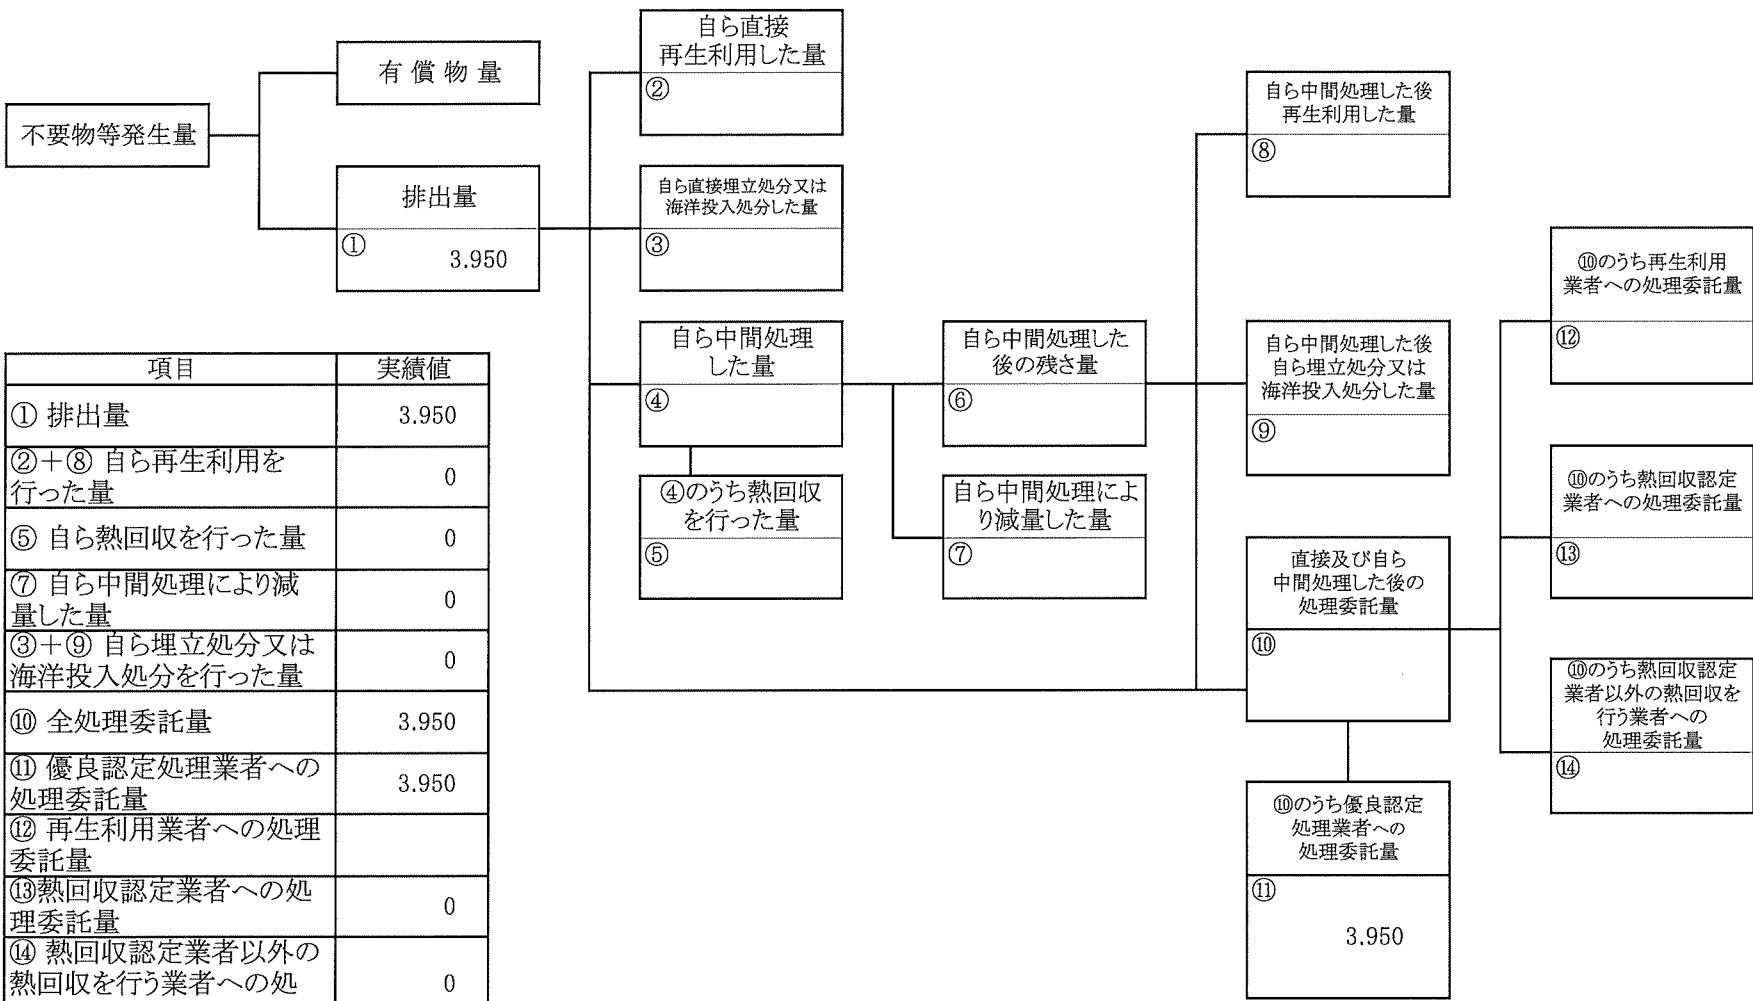 不要物等発生量
有 償 物 量
排出量
①
3.950
自ら直接
再生利用した量
②
自ら直接埋立処分又は
海洋投入処分した量
③
自ら中間処理
した量
④
④のうち熱回収
を行った量
⑤
自ら中間処理した
後の残さ量
⑥
自ら中間処理によ
り減量した量
⑦
自ら中間処理した後
再生利用した量
⑧
自ら中間処理した後
自ら埋立処分又は
海洋投入処分した量
⑨
直接及び自ら
中間処理した後の
処理委託量
⑩
⑩のうち優良認定
処理業者への
処理委託量
⑪
3.950
⑩のうち再生利用
業者への処理委託量
⑫
⑩のうち熱回収認定
業者への処理委託量
⑬
⑩のうち熱回収認定
業者以外の熱回収を
行う業者への
処理委託量
⑭
項目 実績値
① 排出量 3.950
②＋⑧ 自ら再生利用を
行った量 0
⑤ 自ら熱回収を行った量 0
⑦ 自ら中間処理により減
量した量 0
③＋⑨ 自ら埋立処分又は
海洋投入処分を行った量 0
⑩ 全処理委託量 3.950
⑪ 優良認定処理業者への
処理委託量 3.950
⑫ 再生利用業者への処理
委託量
⑬熱回収認定業者への処
理委託量 0
⑭ 熱回収認定業者以外の
熱回収を行う業者への処 0